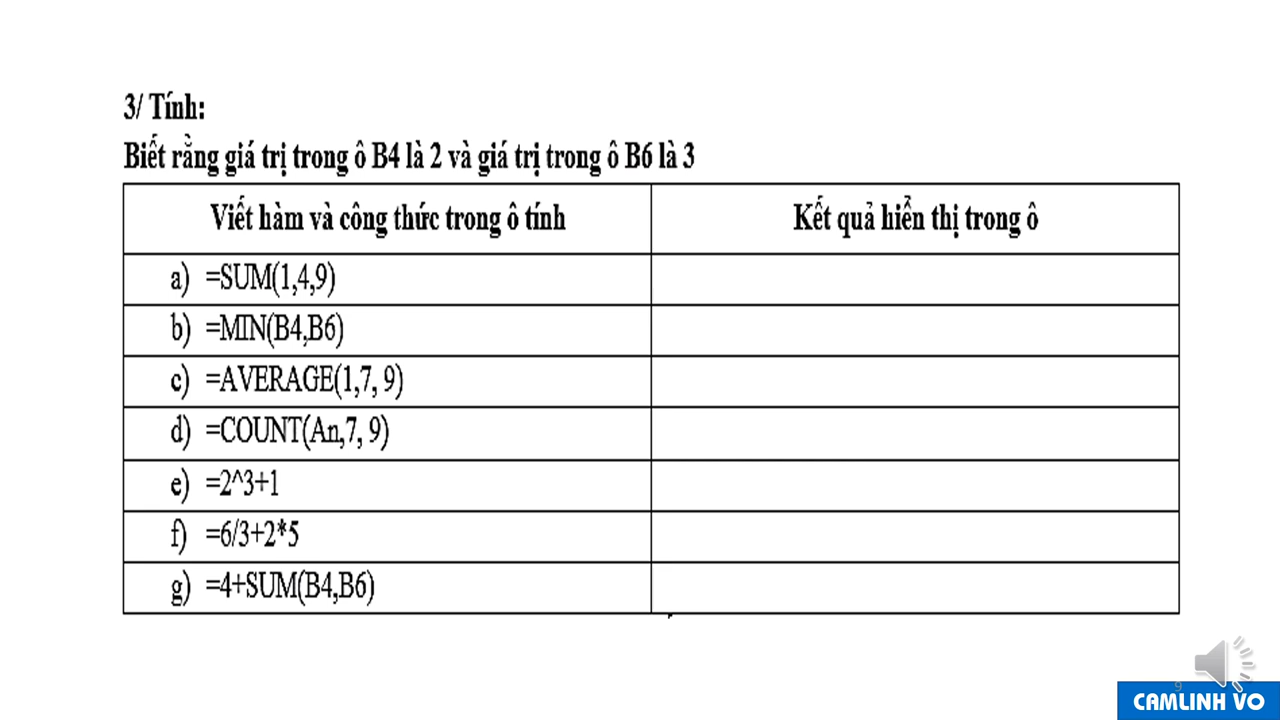 3/ Tính:
Biết rằng giá trị trong ô B4 là 2 và giá trị trong ô B6 là 3
Viết hàm và công thức trong ô tính
Kết quả hiển thị trong ô
a) =SUM(1,4,9)
b) =MIN(B4,B6)
c) =AVERAGE(1,7, 9)
d) =COUNT(An,7, 9)
e) =2^3+1
f) =6/3+2*5
g) =4+SUM(B4,B6)
9
CAMLINH VO